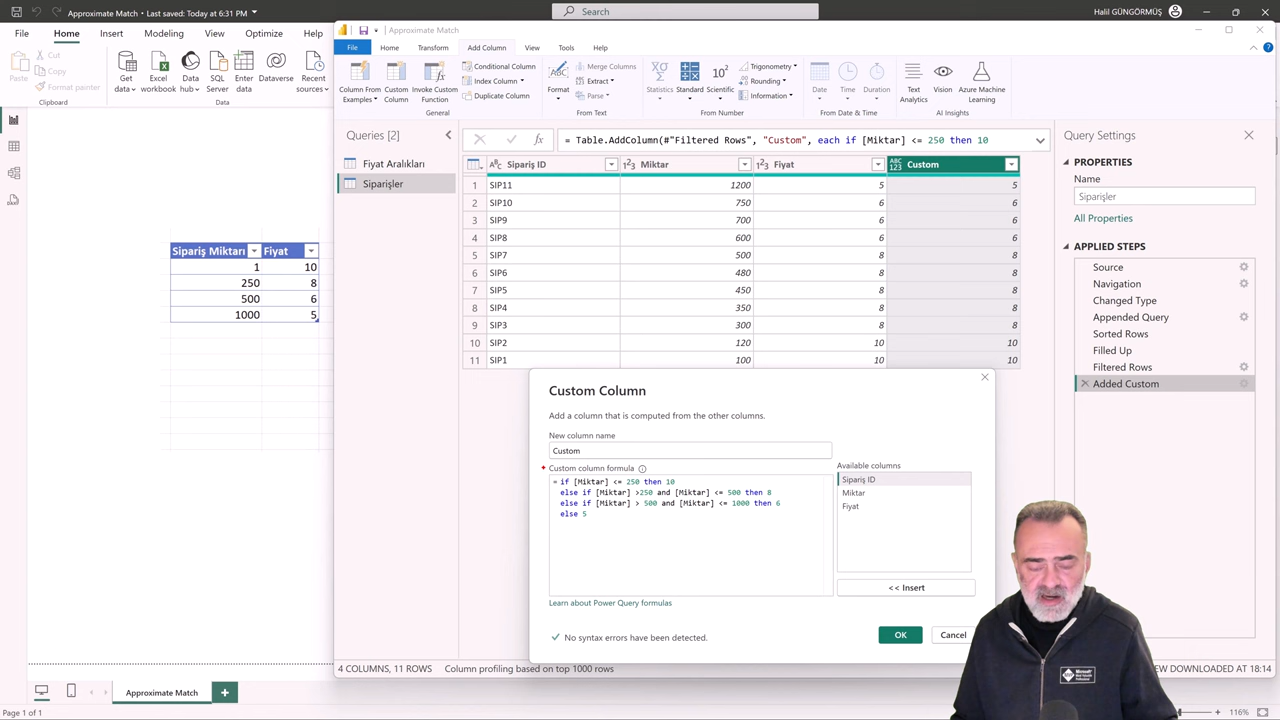 Approximate Match • Last saved: Today at 6:31 PM
Search
Halil GÜNGÖRMÜŞ
File Home Insert Modeling View Optimize Help
Paste
Cut
Copy
Format painter
Clipboard
Get data
Excel workbook
Data hub
SQL Server
Enter data
Dataverse
Recent sources
Data
Approximate Match
File Home Transform Add Column View Tools Help
Column From Examples
Custom Column
Invoke Custom Function
Conditional Column
Index Column
Duplicate Column
General
Format
Merge Columns
Extract
Parse
From Text
Statistics
Standard
Scientific
Trigonometry
Rounding
Information
From Number
Date
Time
Duration
From Date & Time
Text Analytics
Vision
Azure Machine Learning
AI Insights
Queries [2]
Fiyat Aralıkları
Siparişler
= Table.AddColumn(#"Filtered Rows", "Custom", each if [Miktar] <= 250 then 10
Sipariş ID Miktar Fiyat Custom
1 SIP11 1200 5 5
2 SIP10 750 6 6
3 SIP9 700 6 6
4 SIP8 600 6 6
5 SIP7 500 8 8
6 SIP6 480 8 8
7 SIP5 450 8 8
8 SIP4 350 8 8
9 SIP3 300 8 8
10 SIP2 120 10 10
11 SIP1 100 10 10
Sipariş Miktarı Fiyat
1 10
250 8
500 6
1000 5
Query Settings
PROPERTIES
Name
Siparişler
All Properties
APPLIED STEPS
Source
Navigation
Changed Type
Appended Query
Sorted Rows
Filled Up
Filtered Rows
Added Custom
Custom Column
Add a column that is computed from the other columns.
New column name
Custom
Custom column formula
= if [Miktar] <= 250 then 10
else if [Miktar] >250 and [Miktar] <= 500 then 8
else if [Miktar] > 500 and [Miktar] <= 1000 then 6
else 5
Available columns
Sipariş ID
Miktar
Fiyat
<< Insert
Learn about Power Query formulas
No syntax errors have been detected.
OK
Cancel
4 COLUMNS, 11 ROWS Column profiling based on top 1000 rows
DOWNLOADED AT 18:14
Approximate Match
Page 1 of 1
116%
Microsoft